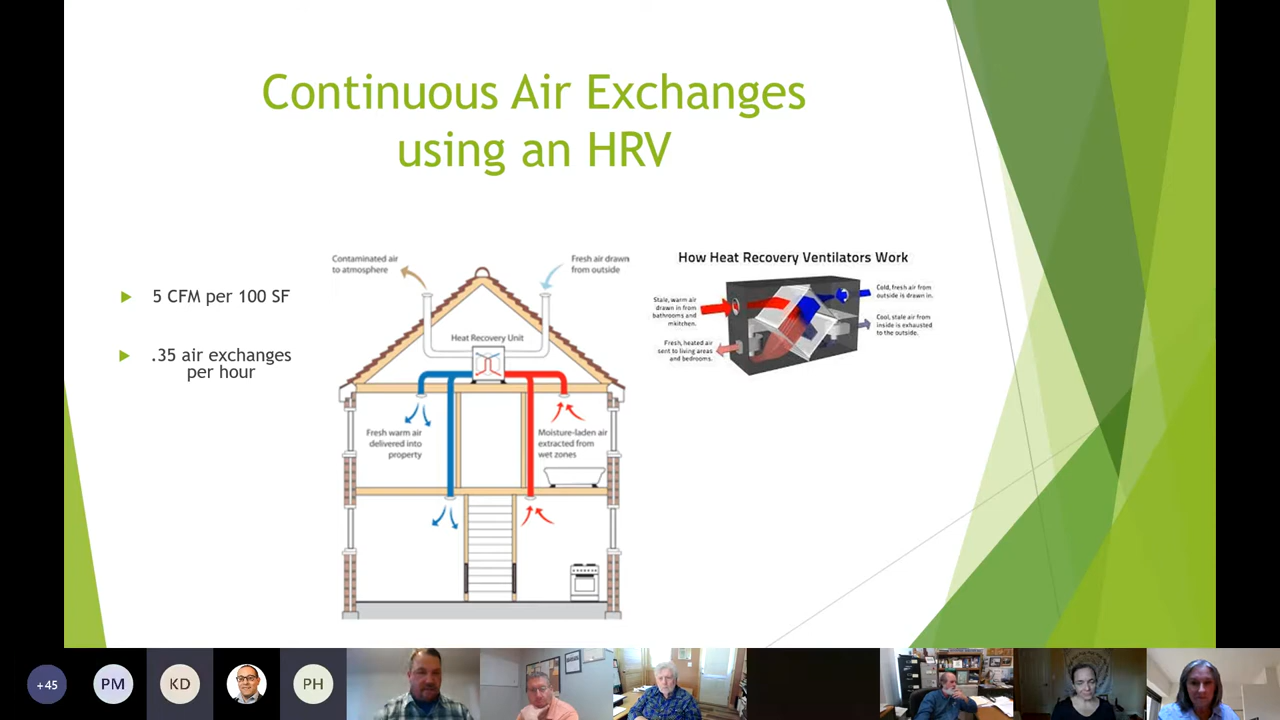 Continuous Air Exchanges
using an HRV
5 CFM per 100 SF
.35 air exchanges
per hour
Contaminated air
to atmosphere
Fresh air drawn
from outside
Heat Recovery Unit
Fresh warm air
delivered into
property
Moisture-laden air
extracted from
wet zones
How Heat Recovery Ventilators Work
Stale, warm air
drawn in from
bathrooms and
mkitchen.
Fresh, heated air
sent to living areas
and bedrooms.
Cold, fresh air from
outside is drawn in.
Cool, stale air from
inside is exhausted
to the outside.
+45
PM
KD
PH